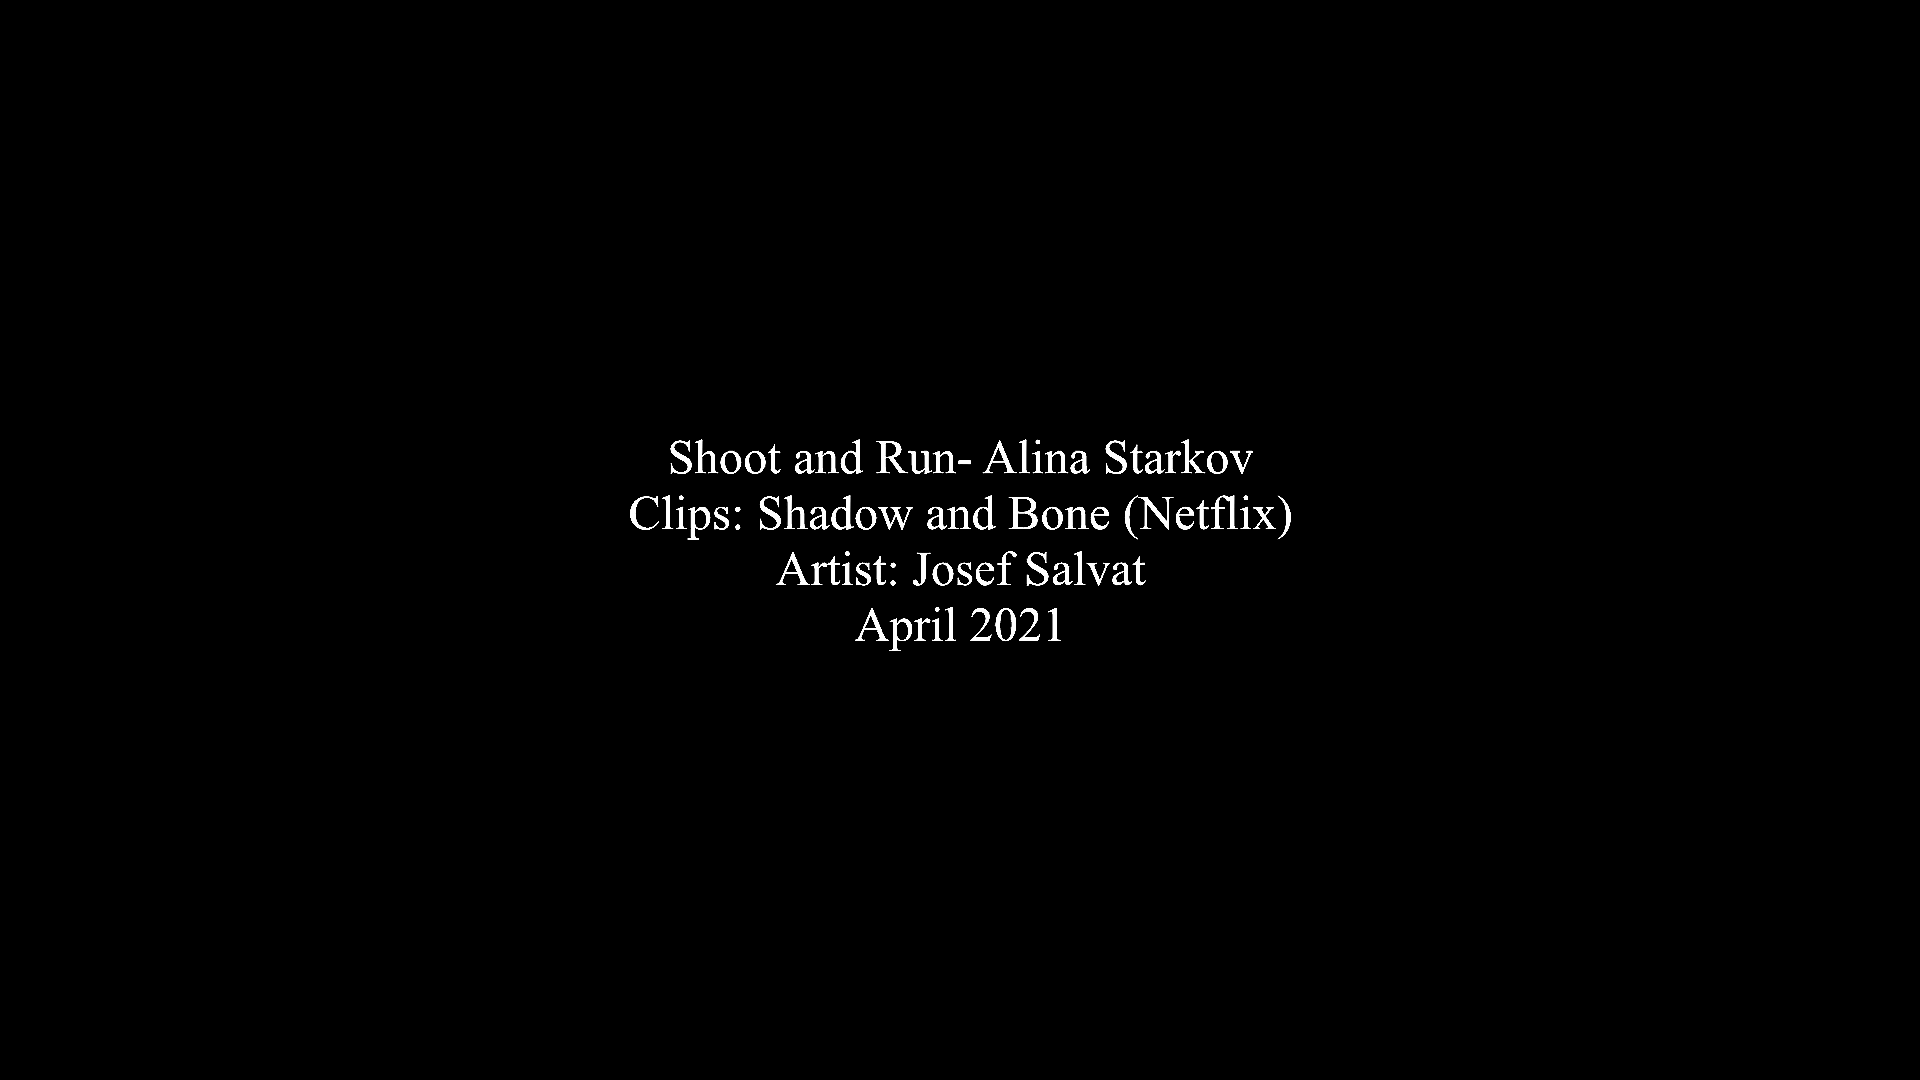 Shoot and Run- Alina Starkov
Clips: Shadow and Bone (Netflix)
Artist: Josef Salvat
April 2021